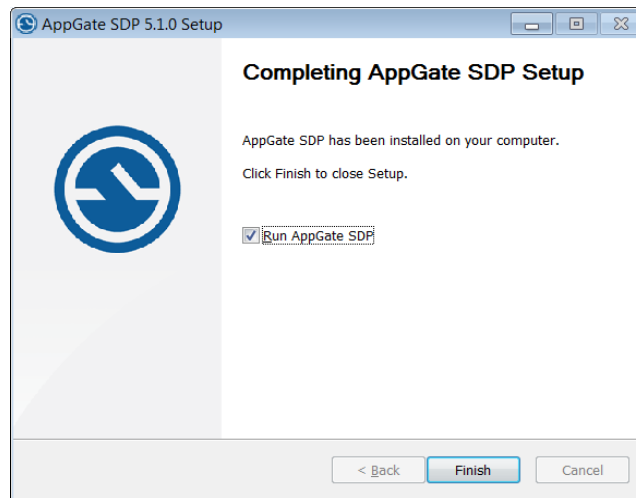 AppGate SDP 5.1.0 Setup
Completing AppGate SDP Setup
AppGate SDP has been installed on your computer.
Click Finish to close Setup.
Run AppGate SDP
< Back Finish Cancel